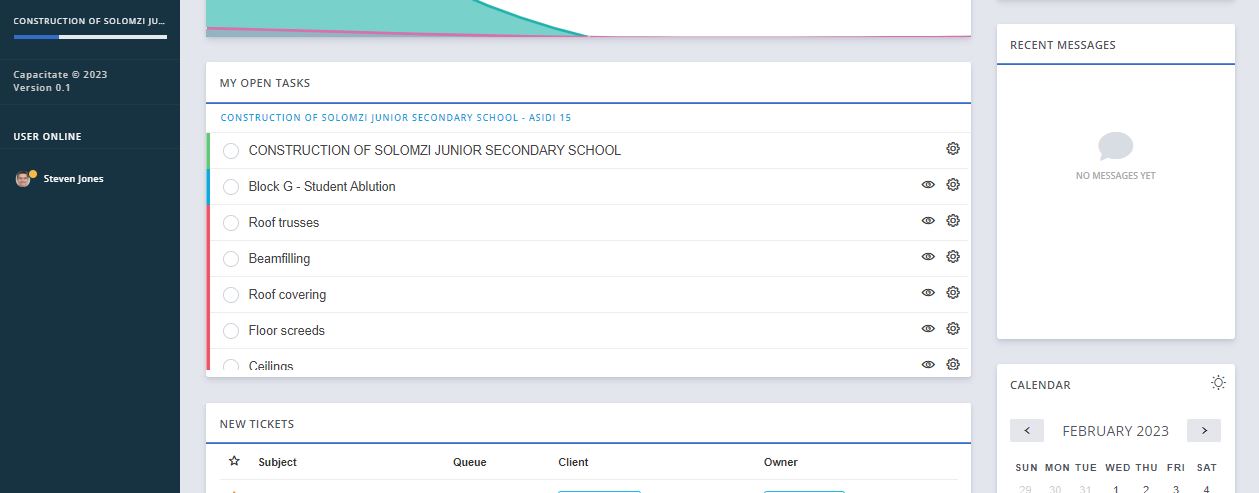 CONSTRUCTION OF SOLOMZI JU...
Capacitate © 2023
Version 0.1
USER ONLINE
Steven Jones
MY OPEN TASKS
CONSTRUCTION OF SOLOMZI JUNIOR SECONDARY SCHOOL - ASIDI 15
CONSTRUCTION OF SOLOMZI JUNIOR SECONDARY SCHOOL
Block G - Student Ablution
Roof trusses
Beamfilling
Roof covering
Floor screeds
Ceilings
NEW TICKETS
Subject Queue Client Owner
RECENT MESSAGES
NO MESSAGES YET
CALENDAR
< FEBRUARY 2023 >
SUN MON TUE WED THU FRI SAT
29 30 31 1 2 3 4